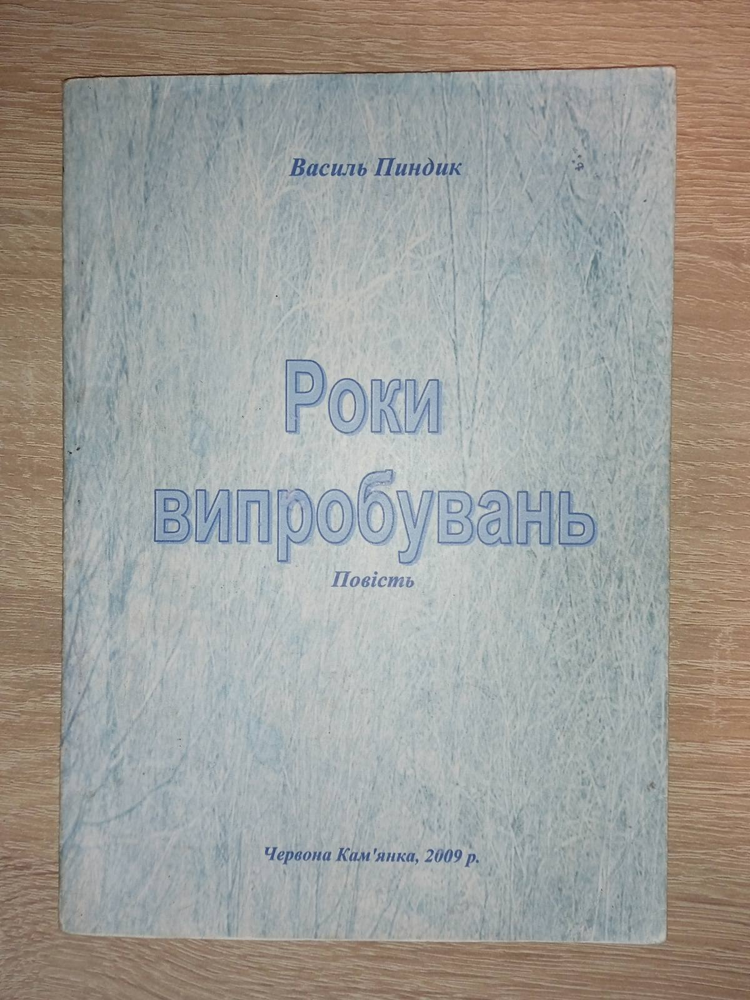 Василь Пиндик
Роки
випробувань
Повість
Червона Кам'янка, 2009 р.